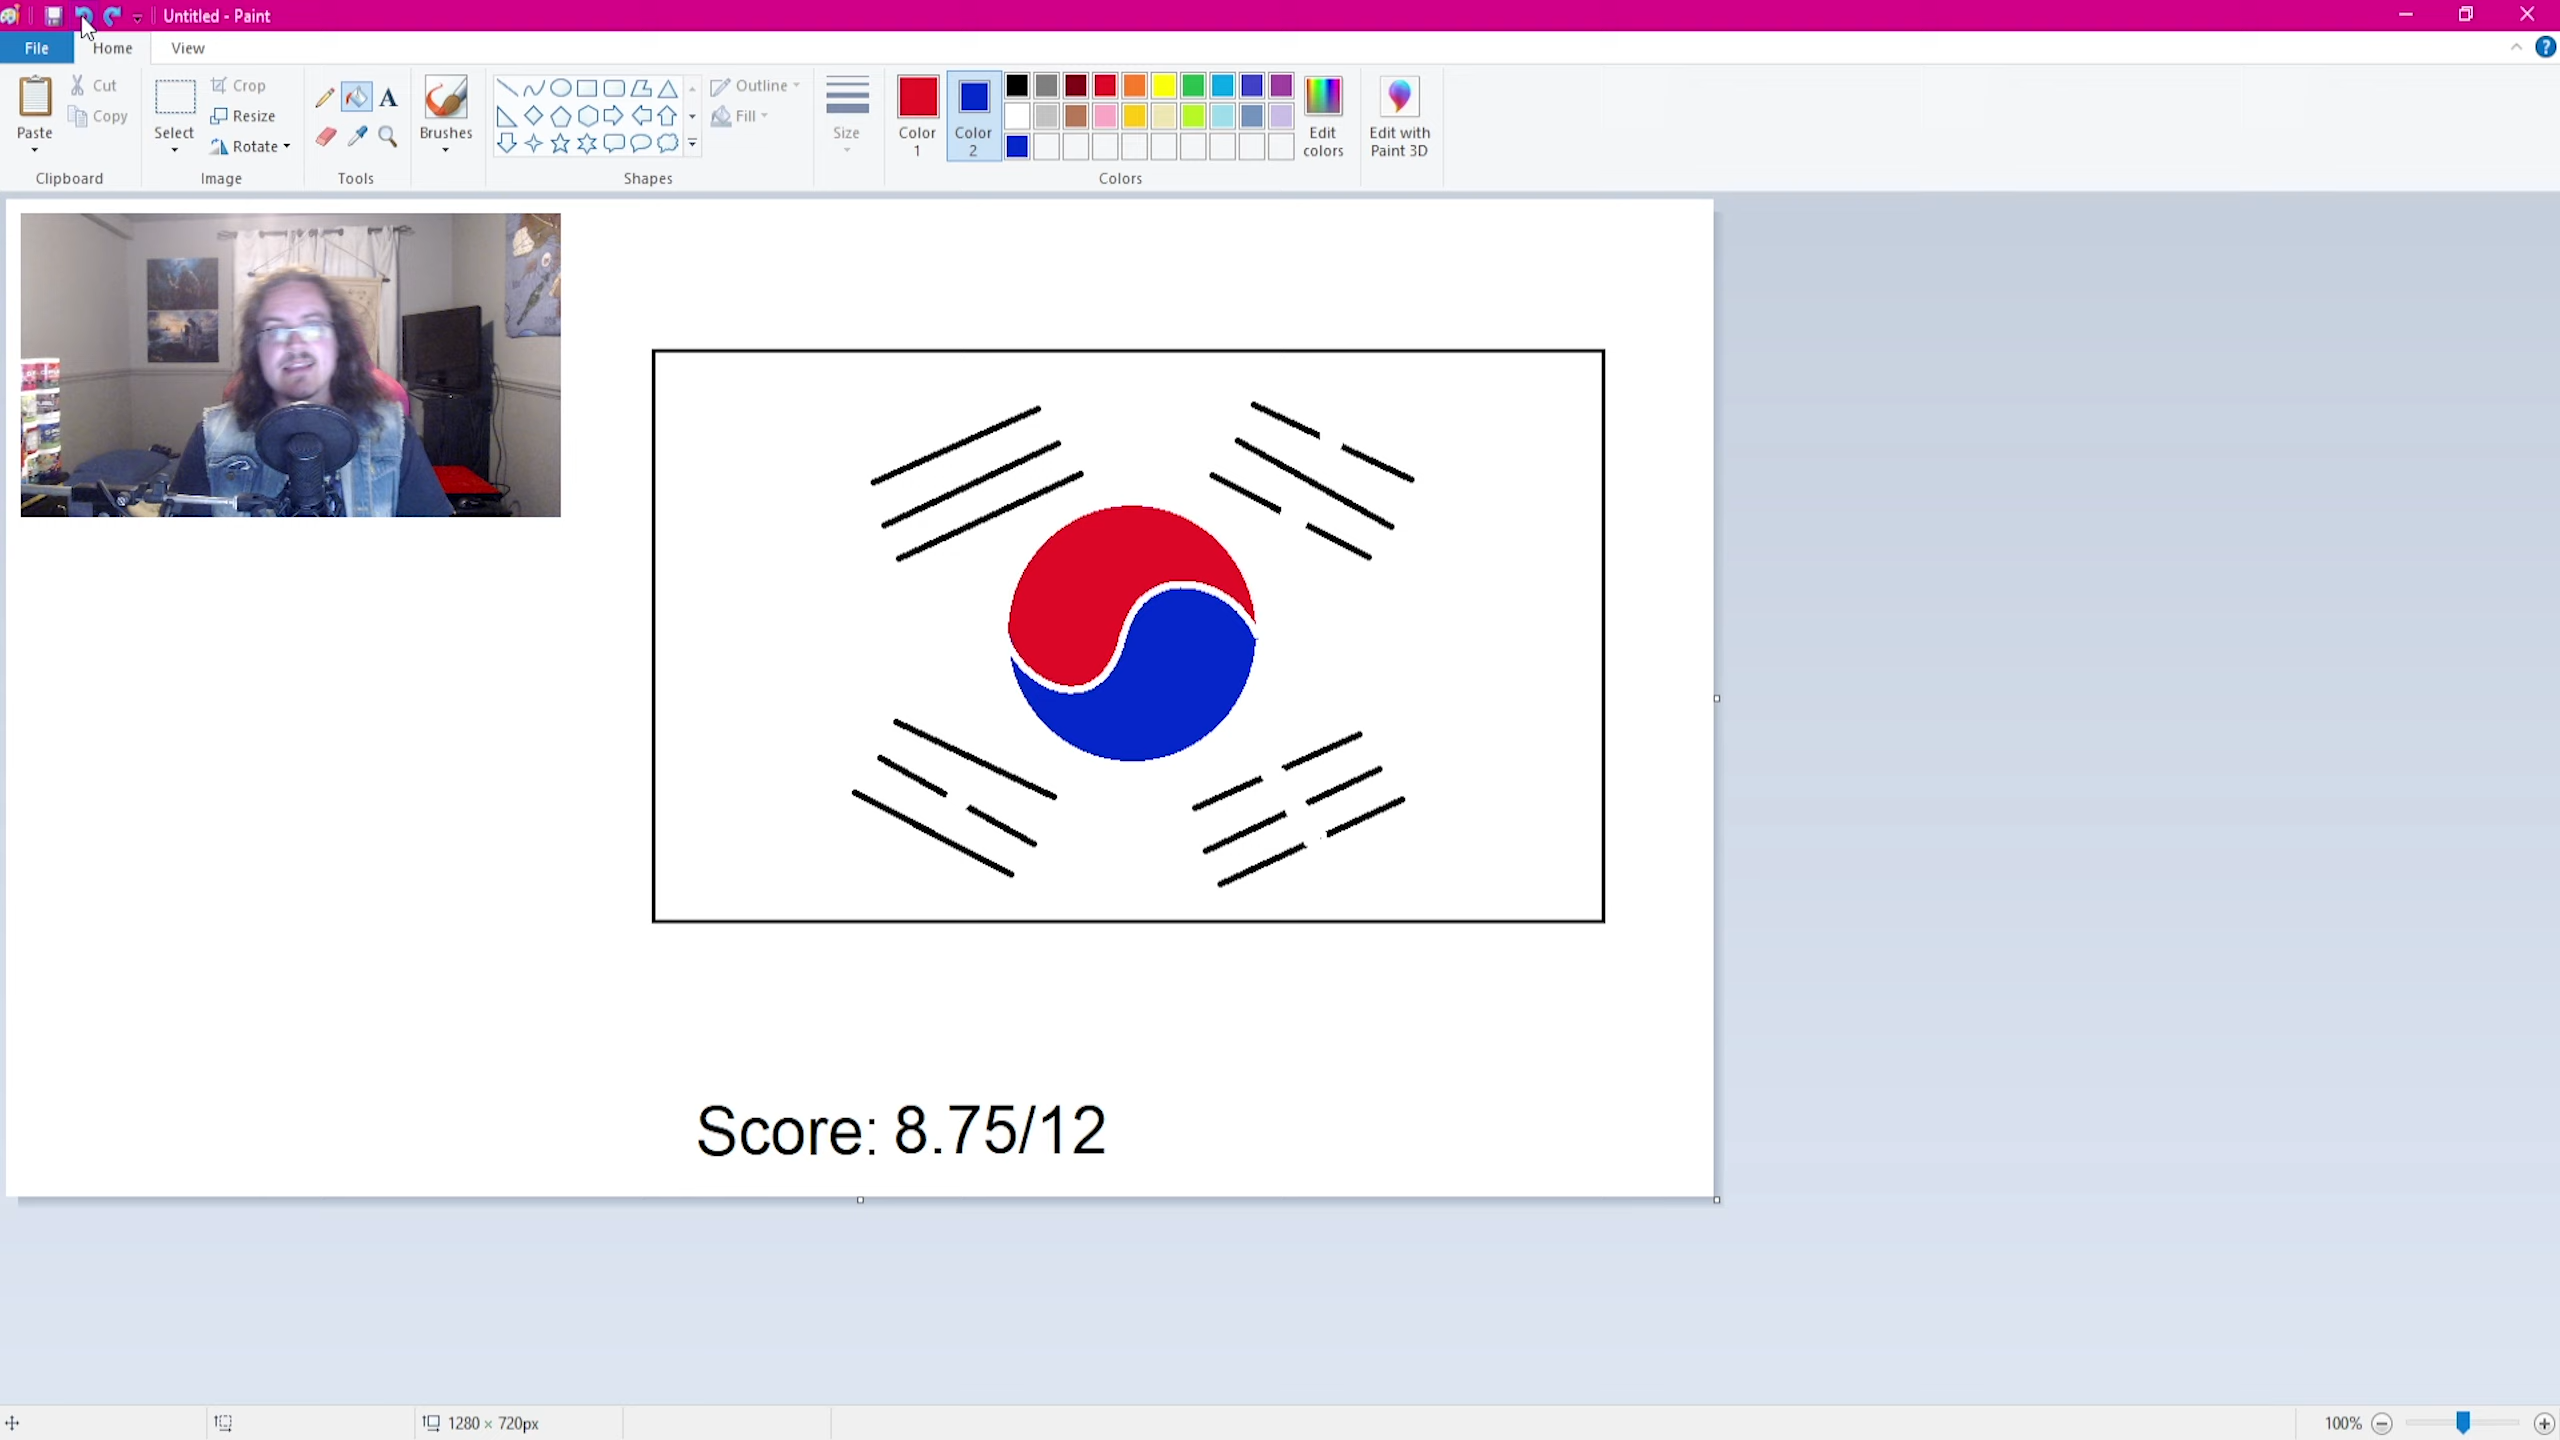 Untitled - Paint
File Home View
Paste
Cut
Copy
Clipboard
Select
Crop
Resize
Rotate
Image
A
Tools
Brushes
Shapes
Outline
Fill
Size
Color
1
Color
2
Colors
Edit
colors
Edit with
Paint 3D
?
Score: 8.75/12
1280 × 720px
100%